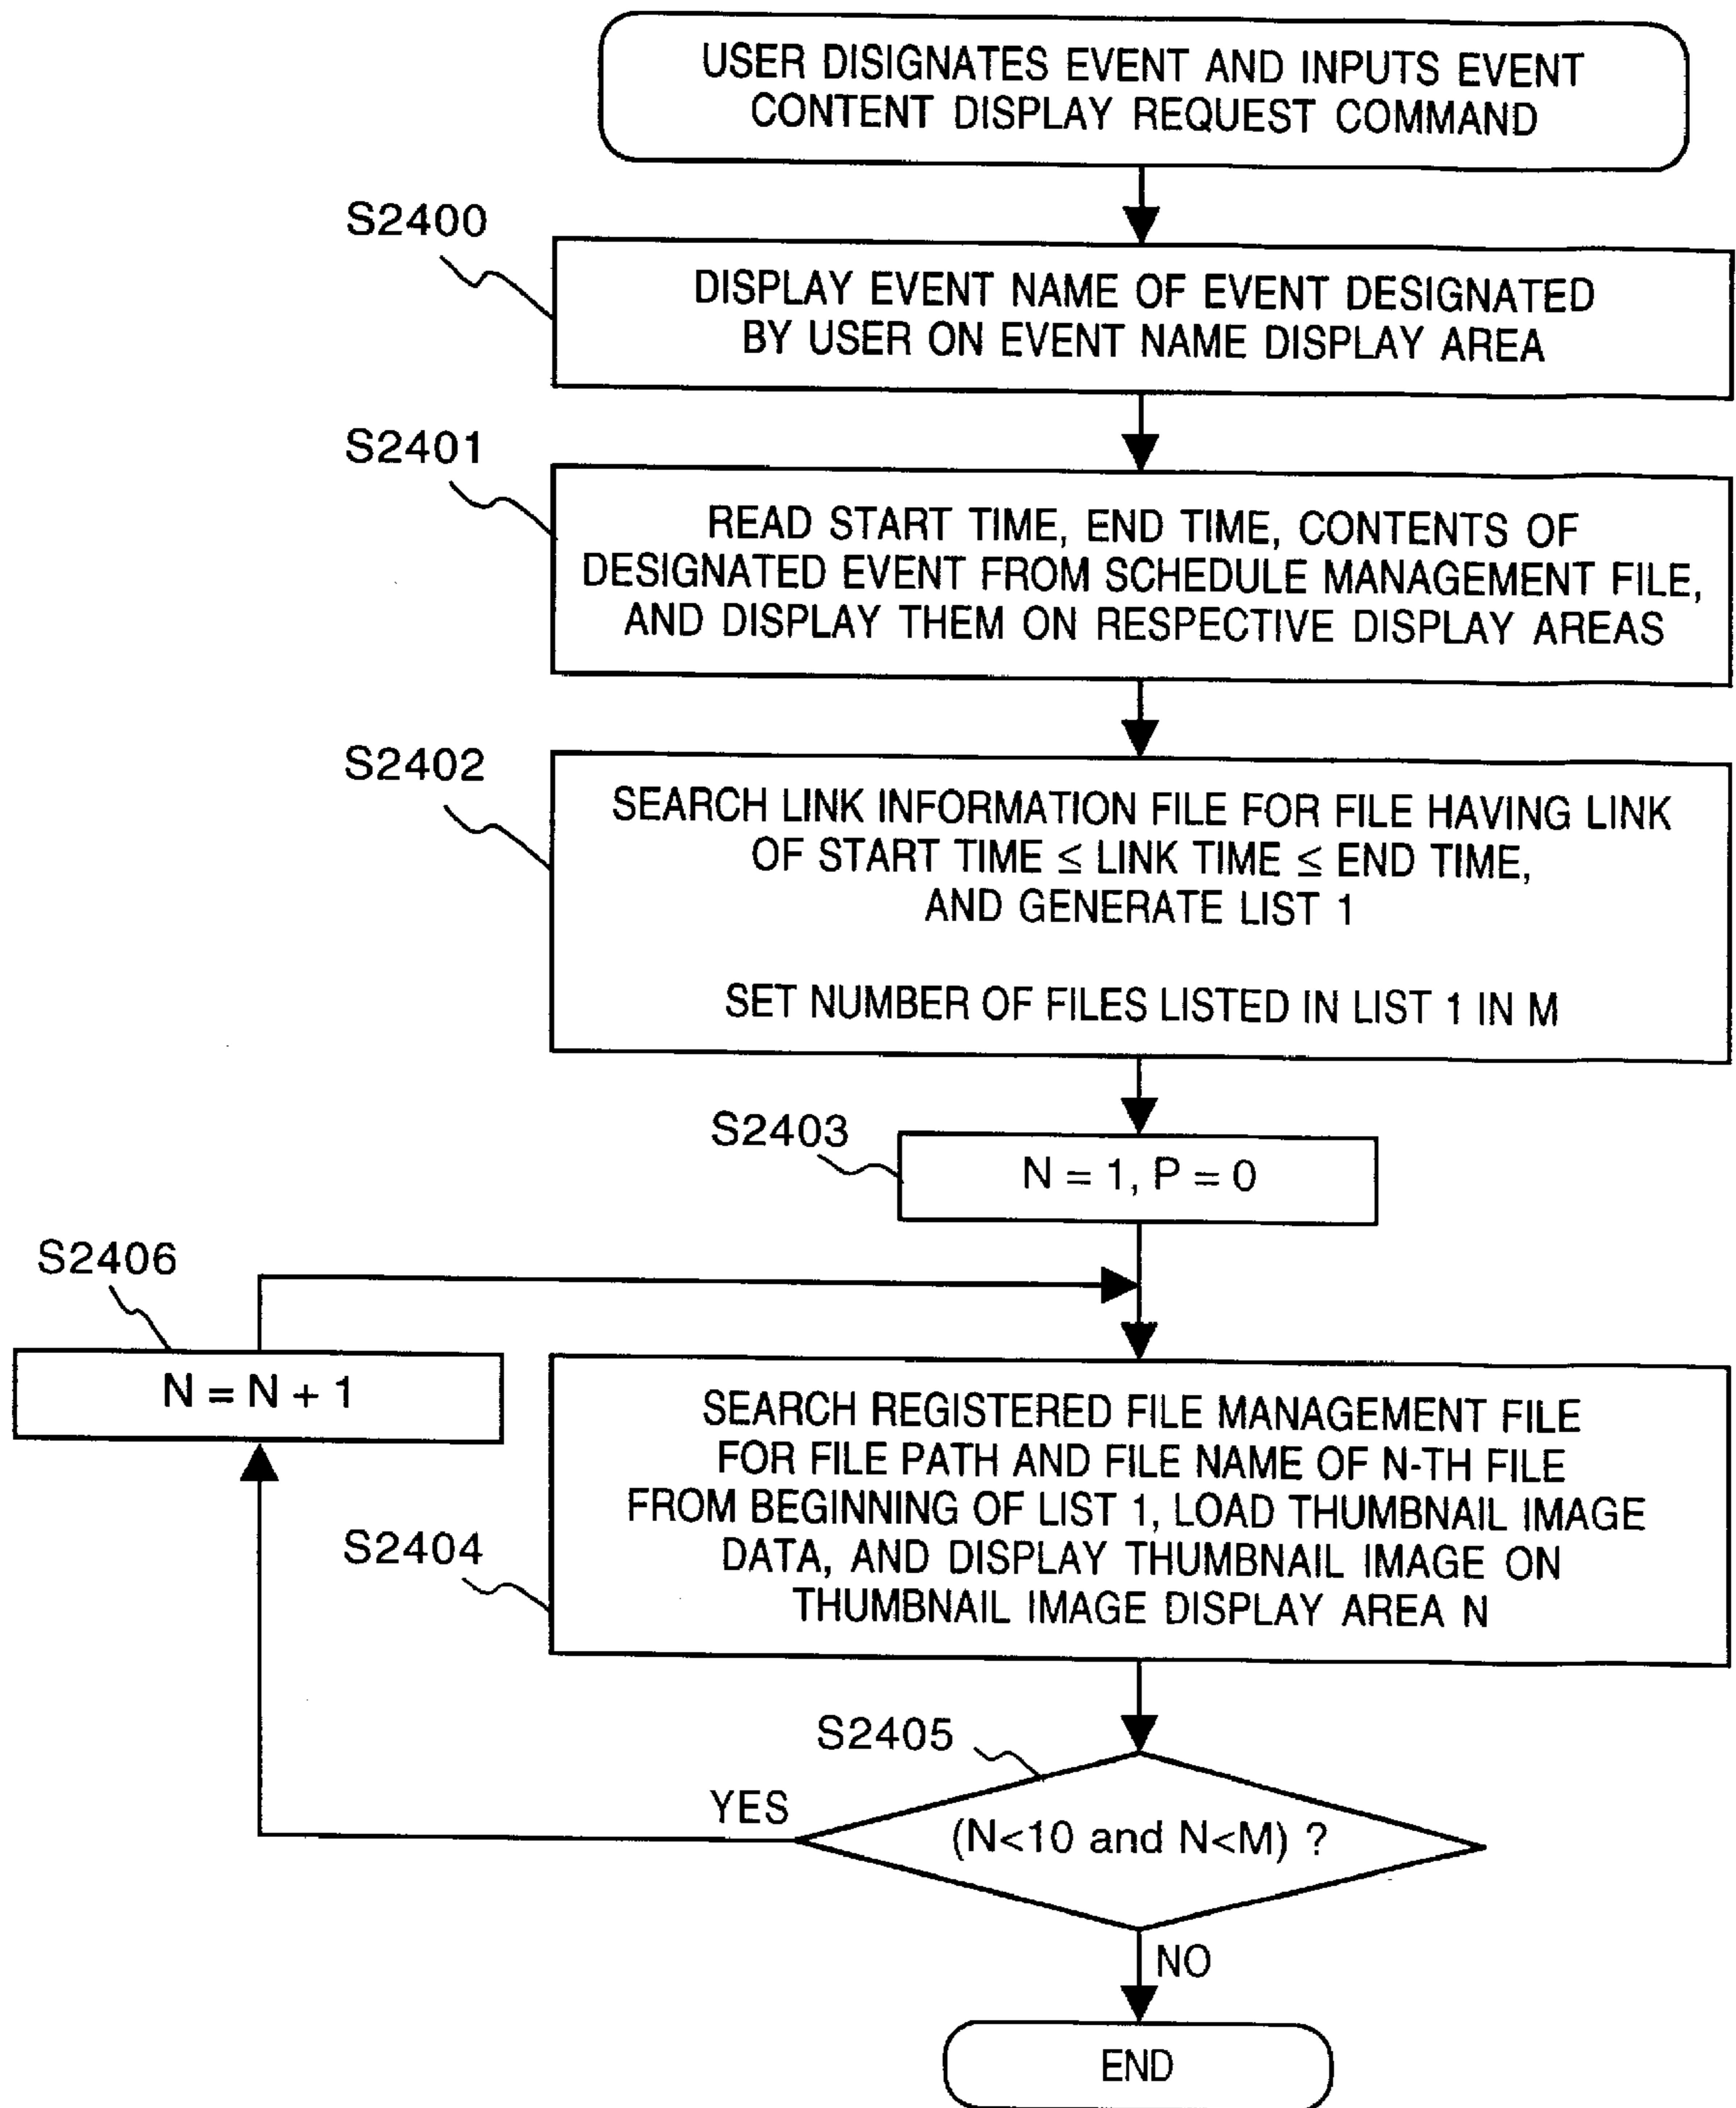 USER DISIGNATES EVENT AND INPUTS EVENT
CONTENT DISPLAY REQUEST COMMAND
S2400
DISPLAY EVENT NAME OF EVENT DESIGNATED
BY USER ON EVENT NAME DISPLAY AREA
S2401
READ START TIME, END TIME, CONTENTS OF
DESIGNATED EVENT FROM SCHEDULE MANAGEMENT FILE,
AND DISPLAY THEM ON RESPECTIVE DISPLAY AREAS
S2402
SEARCH LINK INFORMATION FILE FOR FILE HAVING LINK
OF START TIME ≤ LINK TIME ≤ END TIME,
AND GENERATE LIST 1
SET NUMBER OF FILES LISTED IN LIST 1 IN M
S2403
N = 1, P = 0
S2406
N = N + 1
SEARCH REGISTERED FILE MANAGEMENT FILE
FOR FILE PATH AND FILE NAME OF N-TH FILE
FROM BEGINNING OF LIST 1, LOAD THUMBNAIL IMAGE
DATA, AND DISPLAY THUMBNAIL IMAGE ON
THUMBNAIL IMAGE DISPLAY AREA N
S2404
S2405
YES
(N<10 and N<M) ?
NO
END